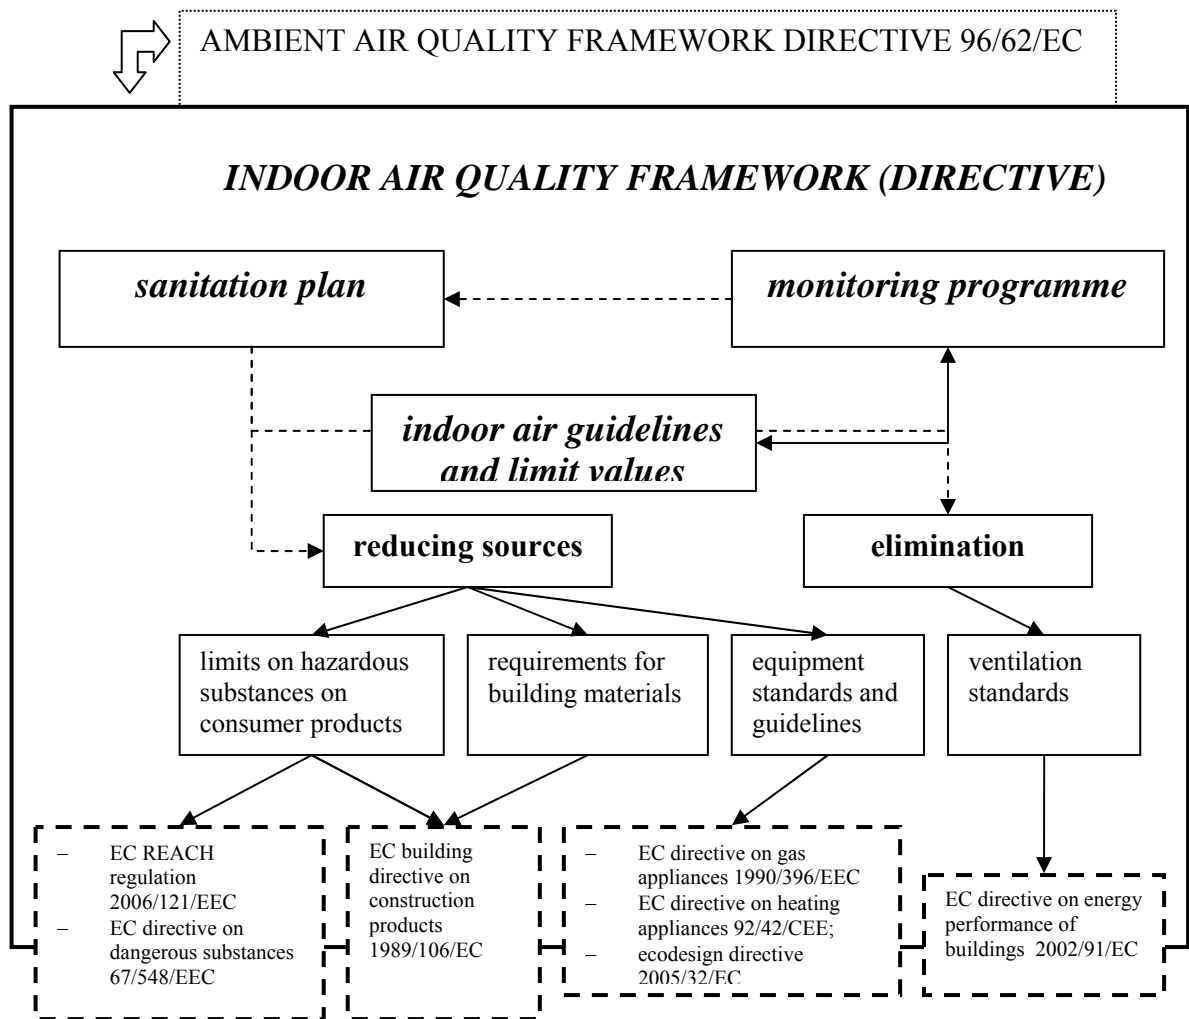 AMBIENT AIR QUALITY FRAMEWORK DIRECTIVE 96/62/EC
INDOOR AIR QUALITY FRAMEWORK (DIRECTIVE)
sanitation plan
monitoring programme
indoor air guidelines
and limit values
reducing sources
elimination
limits on hazardous
substances on
consumer products
requirements for
building materials
equipment
standards and
guidelines
ventilation
standards
– EC REACH
regulation
2006/121/EEC
– EC directive on
dangerous substances
67/548/EEC
EC building
directive on
construction
products
1989/106/EC
– EC directive on gas
appliances 1990/396/EEC
– EC directive on heating
appliances 92/42/CEE;
– ecodesign directive
2005/32/EC
EC directive on energy
performance of
buildings 2002/91/EC